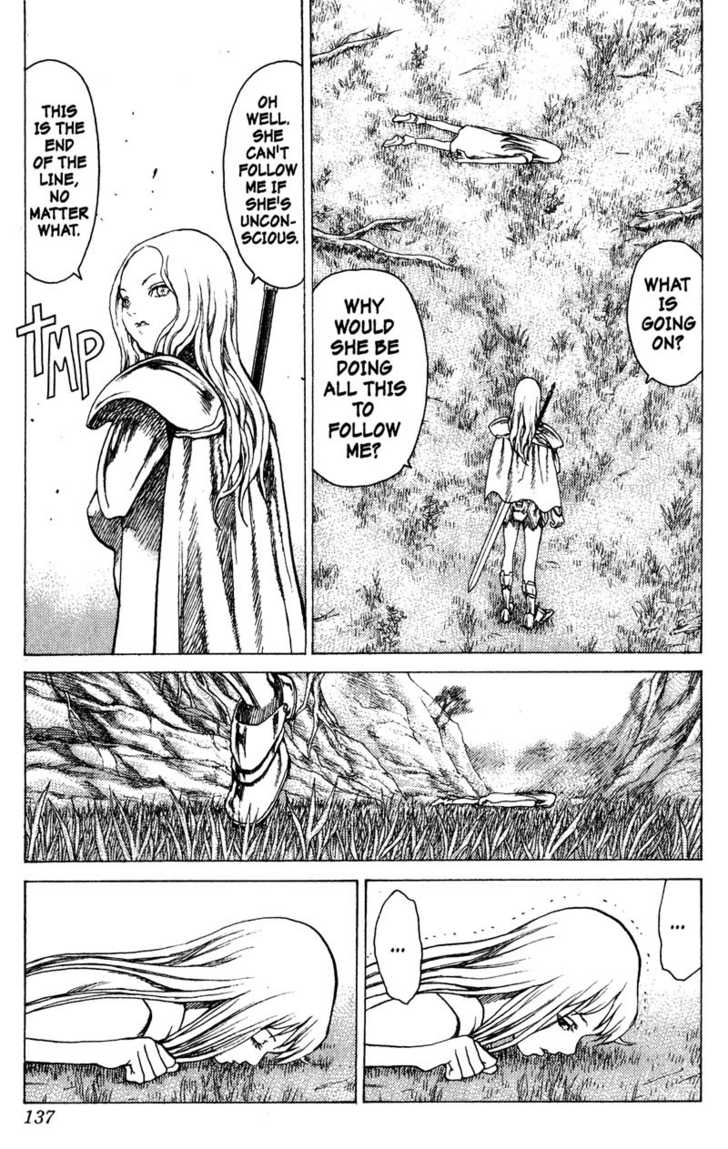 WHAT
IS
GOING
ON?
WHY
WOULD
SHE BE
DOING
ALL THIS
TO
FOLLOW
ME?
OH
WELL.
SHE
CAN'T
FOLLOW
ME IF
SHE'S
UNCON-
SCIOUS.
THIS
IS THE
END
OF THE
LINE,
NO
MATTER
WHAT.
TMP
...
...
137